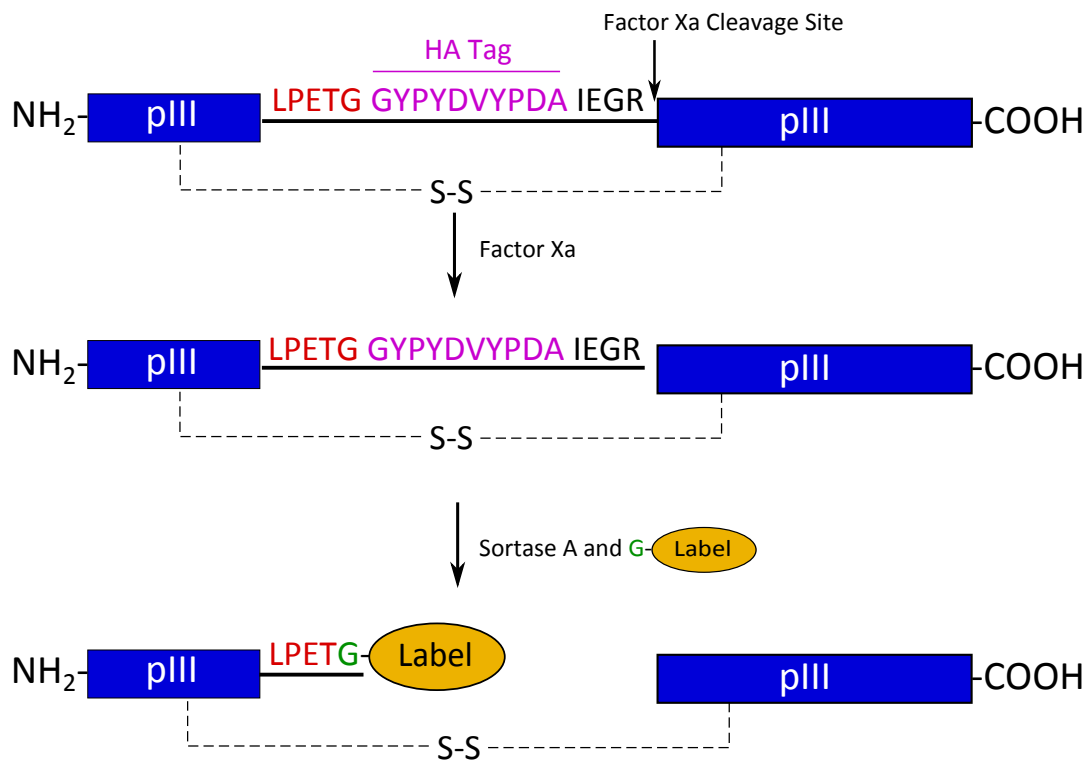 Factor Xa Cleavage Site
HA Tag
LPETG GYPYDVYPDA IEGR
NH2- pIII pIII -COOH
S-S
Factor Xa
LPETG GYPYDVYPDA IEGR
NH2- pIII pIII -COOH
S-S
Sortase A and G- Label
LPETG- Label
NH2- pIII pIII -COOH
S-S